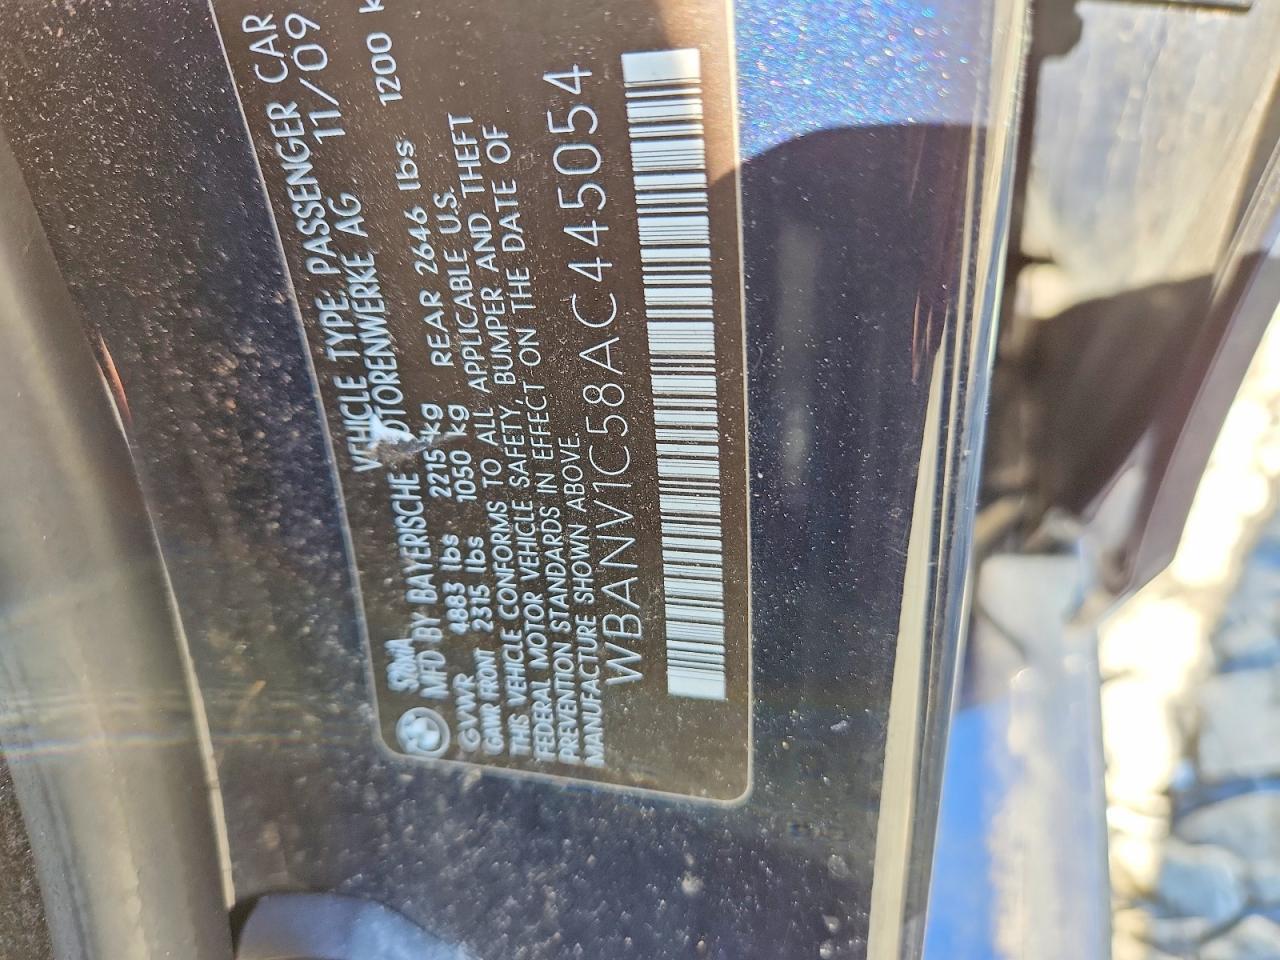 VEHICLE TYPE: PASSENGER CAR
MFD BY BAYERISCHE MOTORENWERKE AG 11/09
GVWR 4883 lbs 2215 kg
GAWR FRONT 2315 lbs 1050 kg REAR 2646 lbs 1200
THIS VEHICLE CONFORMS TO ALL APPLICABLE U.S.
FEDERAL MOTOR VEHICLE SAFETY, BUMPER AND THEFT
PREVENTION STANDARDS IN EFFECT ON THE DATE OF
MANUFACTURE SHOWN ABOVE.
WBANV1C58AC445054